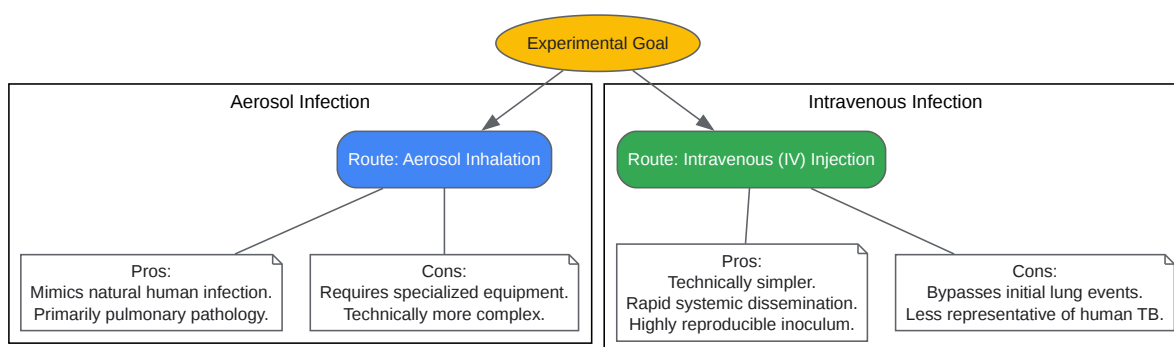 Experimental Goal
Aerosol Infection
Intravenous Infection
Route: Aerosol Inhalation
Route: Intravenous (IV) Injection
Pros:
Mimics natural human infection.
Primarily pulmonary pathology.
Cons:
Requires specialized equipment.
Technically more complex.
Pros:
Technically simpler.
Rapid systemic dissemination.
Highly reproducible inoculum.
Cons:
Bypasses initial lung events.
Less representative of human TB.